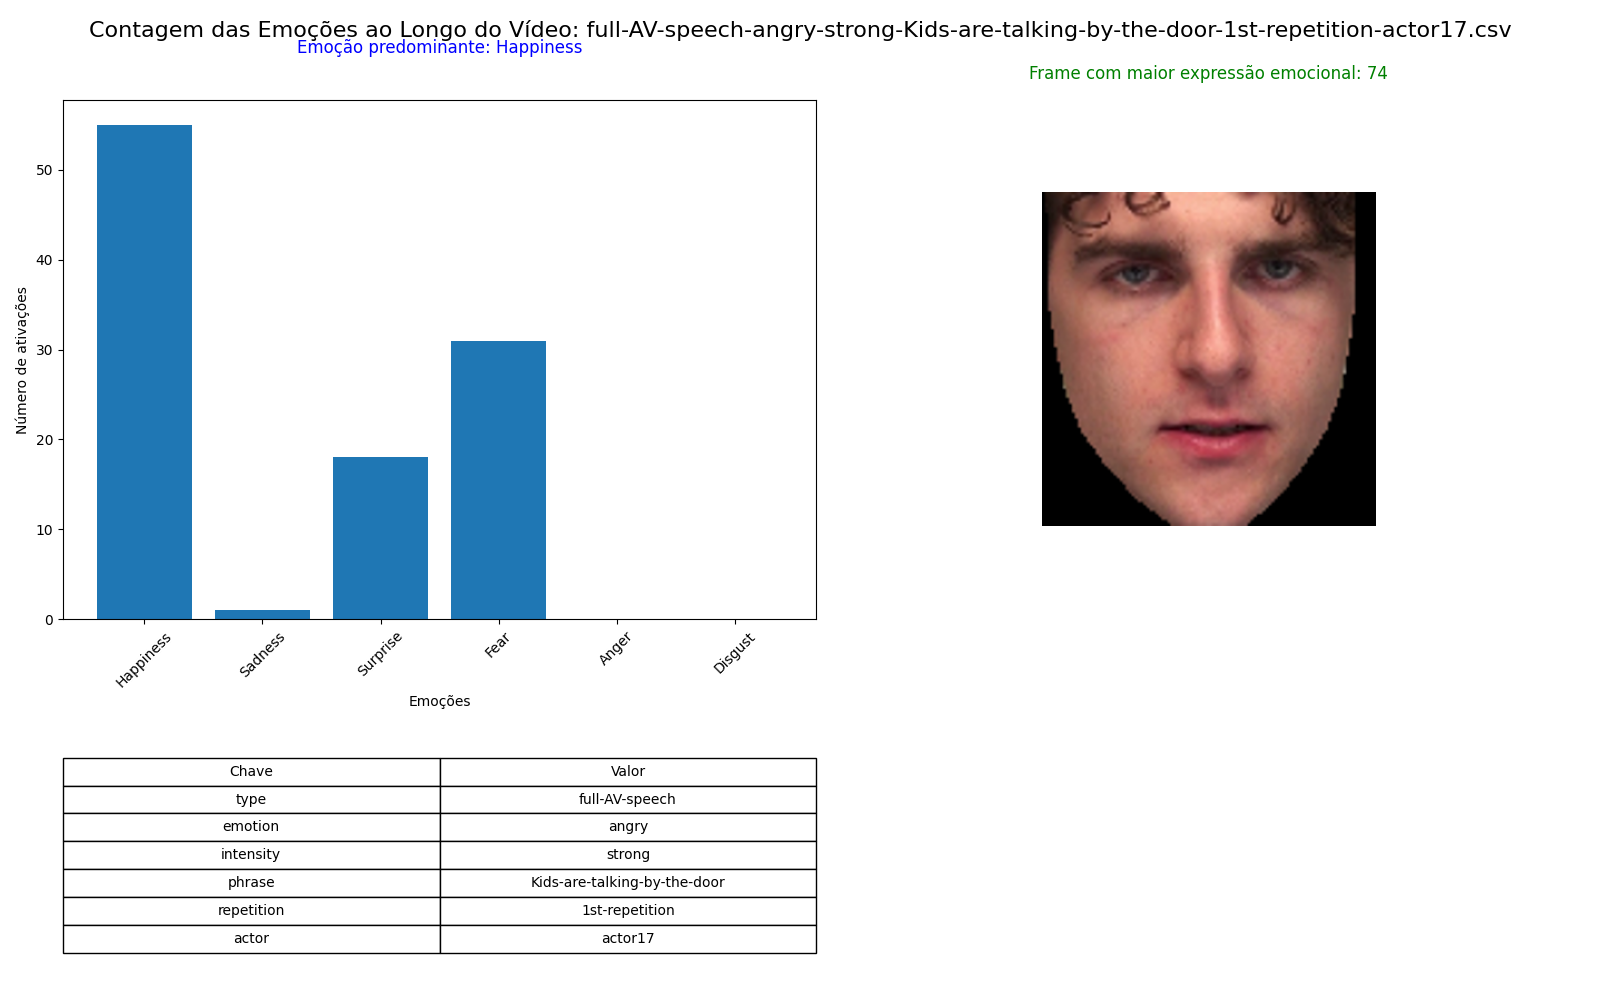 Contagem das Emoções ao Longo do Vídeo: full-AV-speech-angry-strong-Kids-are-talking-by-the-door-1st-repetition-actor17.csv
Emoção predominante: Happiness
Frame com maior expressão emocional: 74
50
40
30
20
10
0
Número de ativações
Happiness
Sadness
Surprise
Fear
Anger
Disgust
Emoções
Chave Valor
type full-AV-speech
emotion angry
intensity strong
phrase Kids-are-talking-by-the-door
repetition 1st-repetition
actor actor17